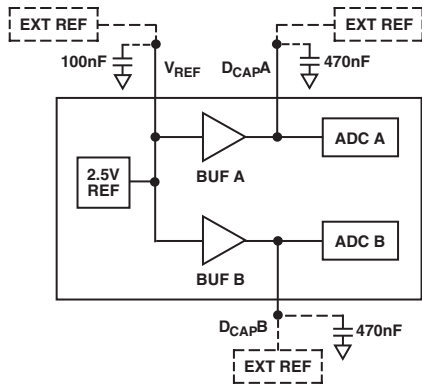 EXT REF
EXT REF
100nF
VREF
DCAPA
470nF
BUF A
ADC A
2.5V
REF
BUF B
ADC B
DCAPB
470nF
EXT REF